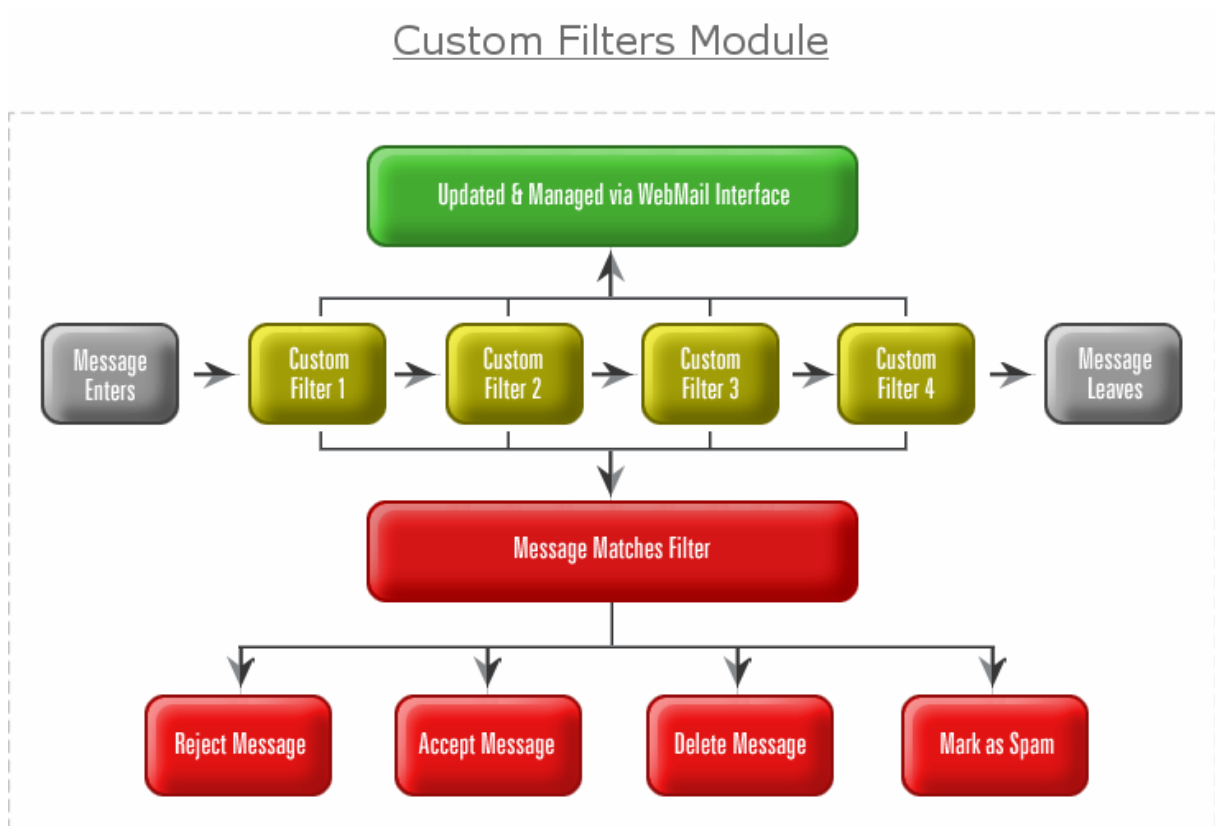 Custom Filters Module
Updated & Managed via WebMail Interface
Message
Enters
Custom
Filter 1
Custom
Filter 2
Custom
Filter 3
Custom
Filter 4
Message
Leaves
Message Matches Filter
Reject Message
Accept Message
Delete Message
Mark as Spam